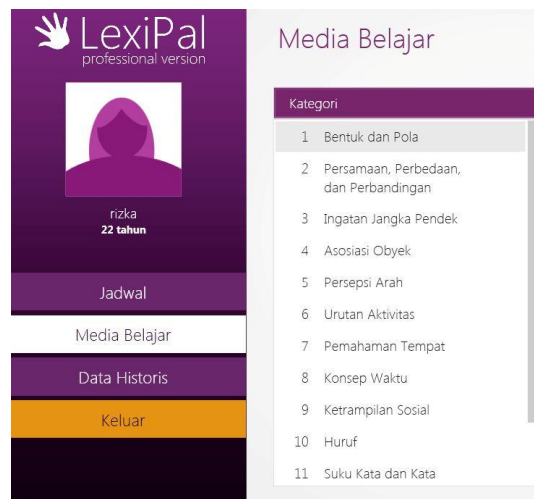 LexiPal
professional version
rizka
22 tahun
Jadwal
Media Belajar
Data Historis
Keluar
Media Belajar
Kategori
1 Bentuk dan Pola
2 Persamaan, Perbedaan,
dan Perbandingan
3 Ingatan Jangka Pendek
4 Asosiasi Obyek
5 Persepsi Arah
6 Urutan Aktivitas
7 Pemahaman Tempat
8 Konsep Waktu
9 Ketrampilan Sosial
10 Huruf
11 Suku Kata dan Kata